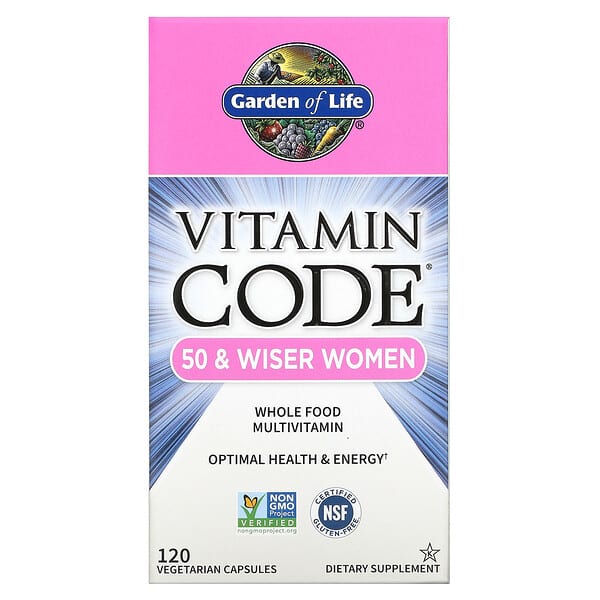 Garden of Life®
VITAMIN
CODE®
50 & WISER WOMEN
WHOLE FOOD
MULTIVITAMIN
OPTIMAL HEALTH & ENERGY†
NON
GMO
Project
VERIFIED
nongmoproject.org
CERTIFIED
NSF
GLUTEN-FREE
120
VEGETARIAN CAPSULES
K
DIETARY SUPPLEMENT